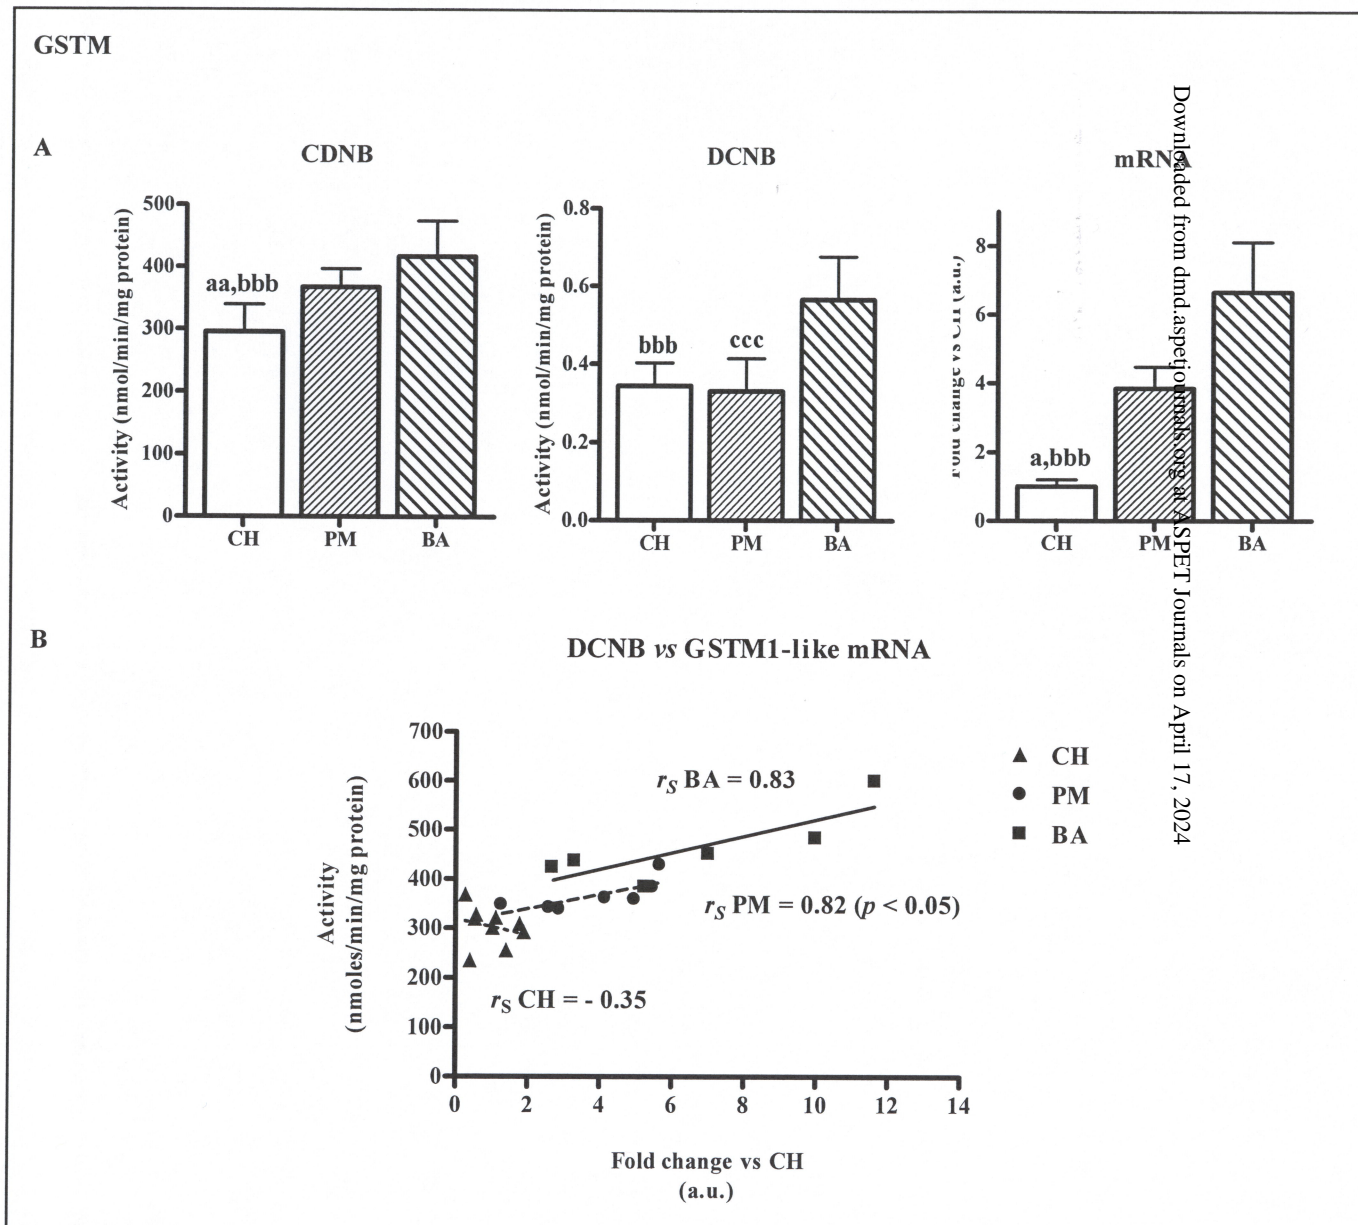 GSTM
A
CDNB
Activity (nmol/min/mg protein)
500
400
300
200
100
0
aa,bbb
CH
PM
BA
DCNB
Activity (nmol/min/mg protein)
0.8
0.6
0.4
0.2
0.0
bbb
ccc
CH
PM
BA
mRNA
Fold change vs CH (a.u.)
8
6
4
2
0
a,bbb
CH
PM
BA
B
DCNB vs GSTM1-like mRNA
Activity
(nmoles/min/mg protein)
700
600
500
400
300
200
100
0
rS BA = 0.83
rS PM = 0.82 (p < 0.05)
rS CH = - 0.35
0 2 4 6 8 10 12 14
Fold change vs CH
(a.u.)
CH
PM
BA
Downloaded from dmd.aspetjournals.org at ASPET Journals on April 17, 2024